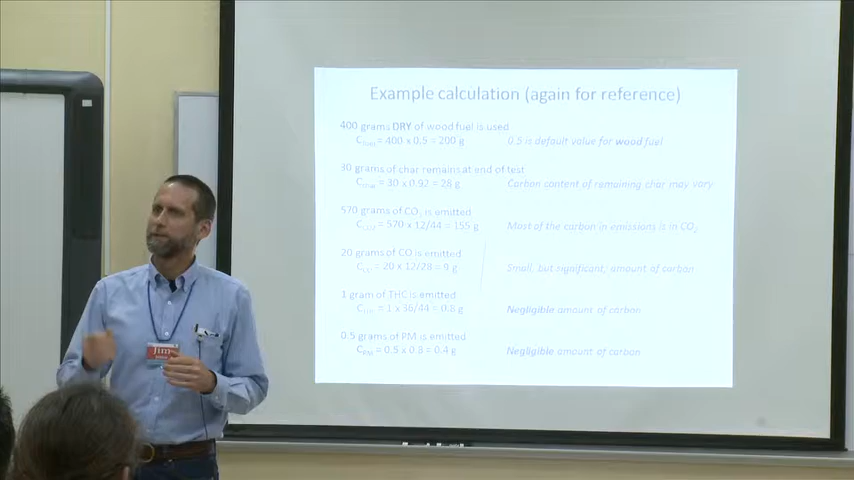 Example calculation (again for reference)
400 grams DRY of wood fuel is used
= 400 x 0.5 = 200 g 0.5 is default value for wood fuel
30 grams of char remains at end of test
= 30 x 0.92 = 28 g Carbon content of remaining char may vary
570 grams of CO₂ is emitted
= 570 x 12/44 = 155 g Most of the carbon in emissions is in CO₂
20 grams of CO is emitted
C_CO = 20 x 12/28 = 9 g Small, but significant, amount of carbon
1 gram of THC is emitted
= 1 x 36/44 = 0.8 g Negligible amount of carbon
0.5 grams of PM is emitted
C_PM = 0.5 x 0.8 = 0.4 g Negligible amount of carbon
Jim